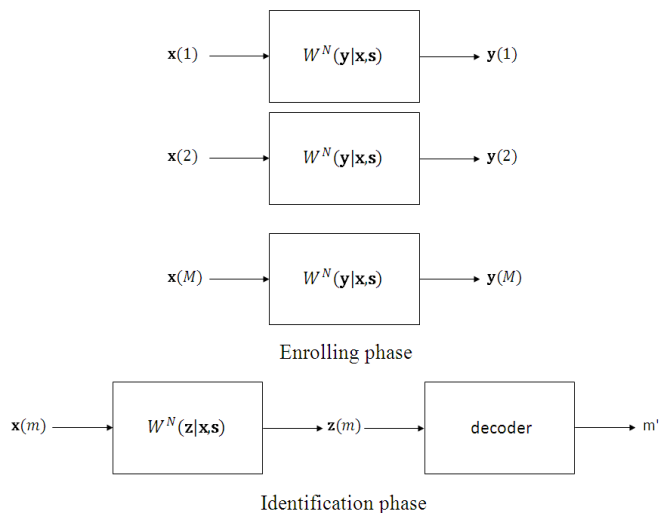 x(1) W^N(y|x,s) y(1)
x(2) W^N(y|x,s) y(2)
x(M) W^N(y|x,s) y(M)
Enrolling phase
x(m) W^N(z|x,s) z(m) decoder m'
Identification phase